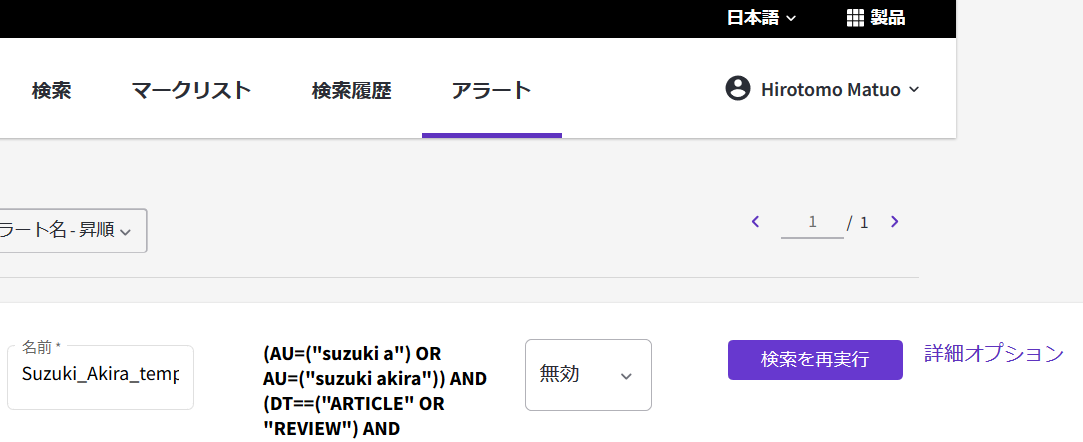 日本語 製品
検索 マークリスト 検索履歴 アラート Hirotomo Matuo
ラート名 - 昇順 1 / 1
名前 *
Suzuki_Akira_temp
(AU=("suzuki a") OR
AU=("suzuki akira")) AND
(DT==("ARTICLE" OR
"REVIEW") AND
無効
検索を再実行
詳細オプション